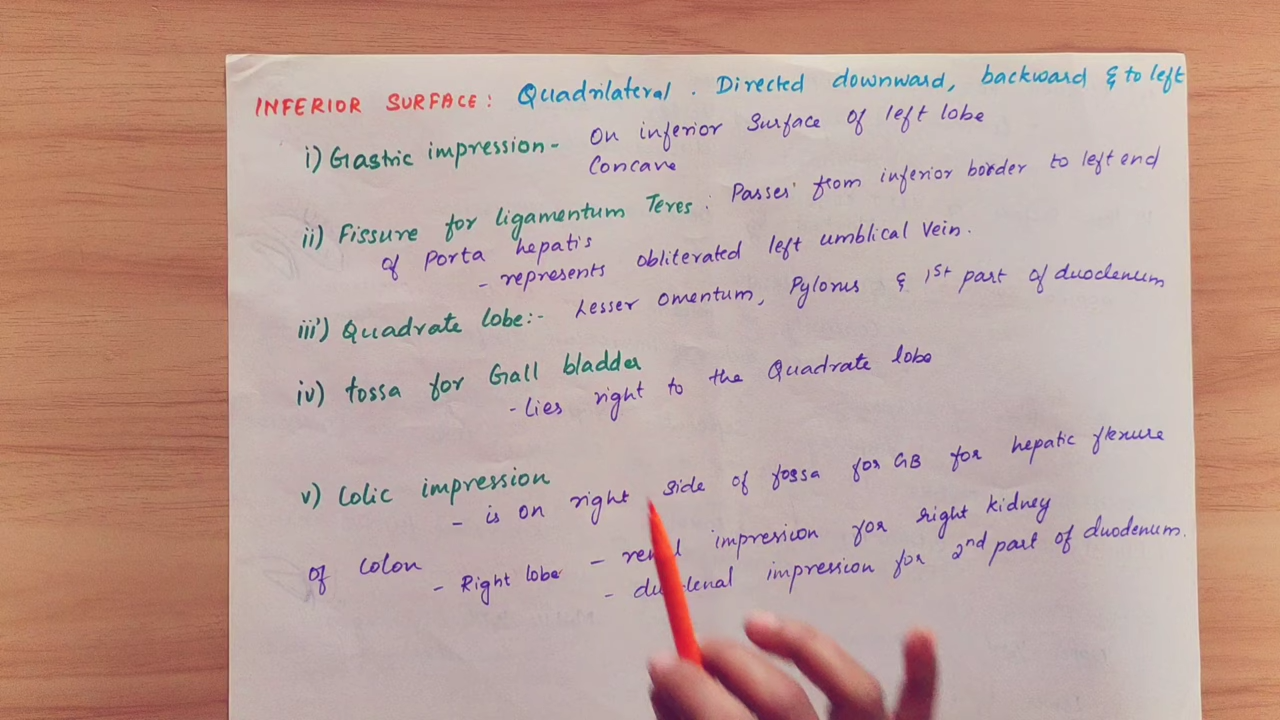 INFERIOR SURFACE: Quadrilateral. Directed downward, backward & to left
i) Gastric impression - On inferior Surface of left lobe
Concave
ii) Fissure for ligamentum Teres: Passes from inferior border to left end
of Porta hepatis
- represents obliterated left umblical Vein.
iii) Quadrate lobe:- Lesser omentum, Pylorus & 1st part of duodenum
iv) fossa for Gall bladder
- Lies right to the Quadrate lobe
v) Colic impression
- is on right side of fossa for GB for hepatic flexure
of colon
- Right lobe - impression for right kidney
- impression for 2nd part of duodenum.